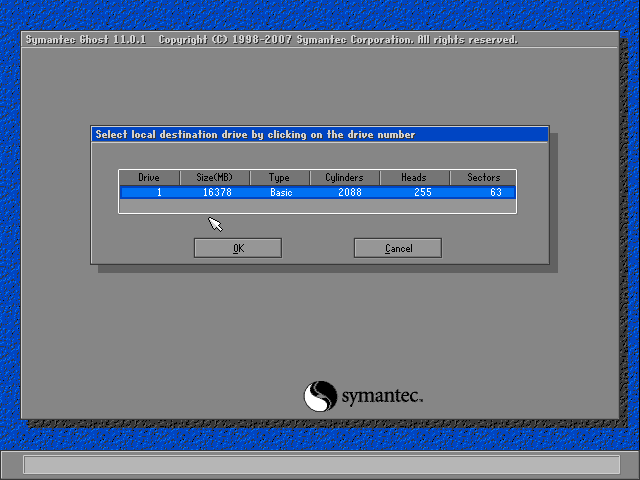 Symantec Ghost 11.0.1   Copyright (C) 1998-2007 Symantec Corporation. All rights reserved.
Select local destination drive by clicking on the drive number
Drive Size(MB) Type Cylinders Heads Sectors
1 16378 Basic 2088 255 63
OK Cancel
symantec™